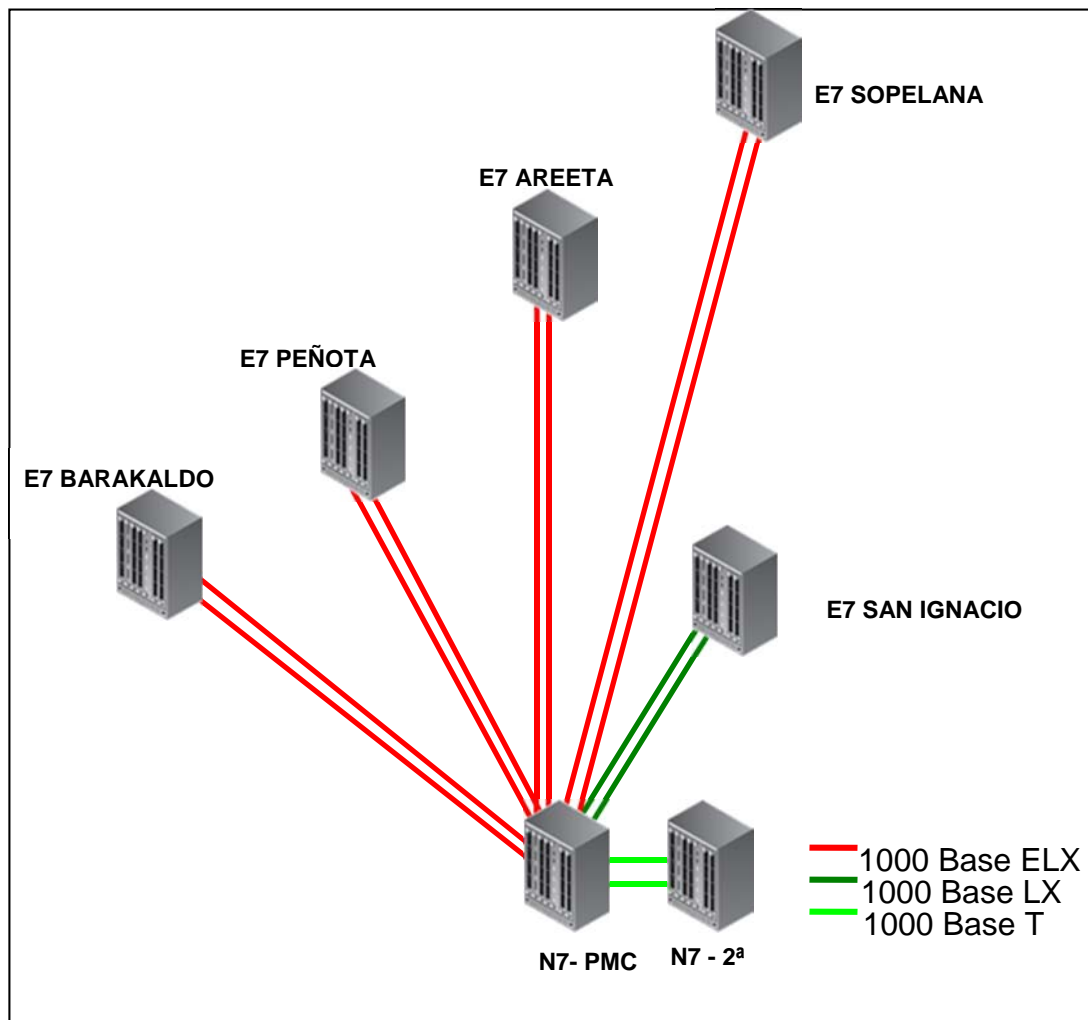 E7 SOPELANA
E7 AREETA
E7 PEÑOTA
E7 BARAKALDO
E7 SAN IGNACIO
1000 Base ELX
1000 Base LX
1000 Base T
N7- PMC
N7 - 2ª